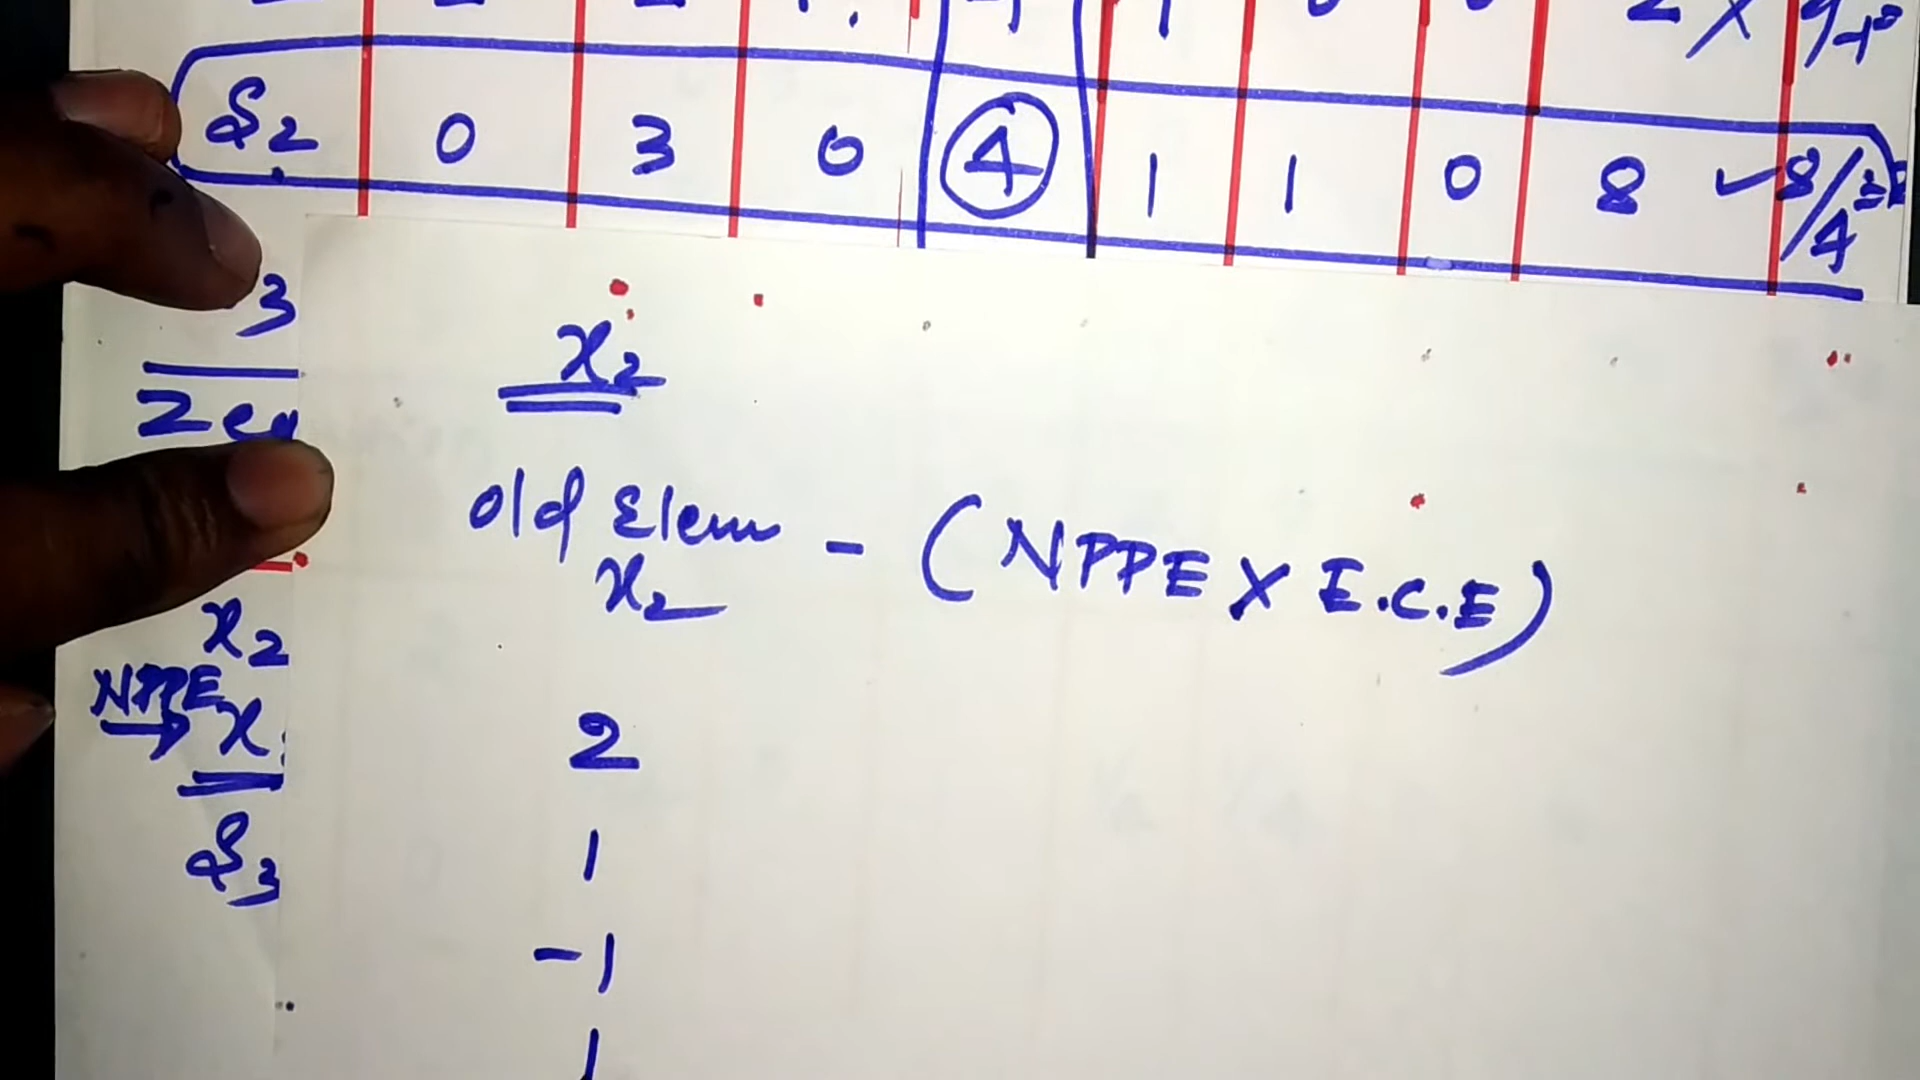 S2 0 3 0 4 1 1 0 8 ✓8/4
3
x2
old Elem - (NPPE X E.C.E)
x2
x2
NPPE
→ x
2
S3
1
-1
1